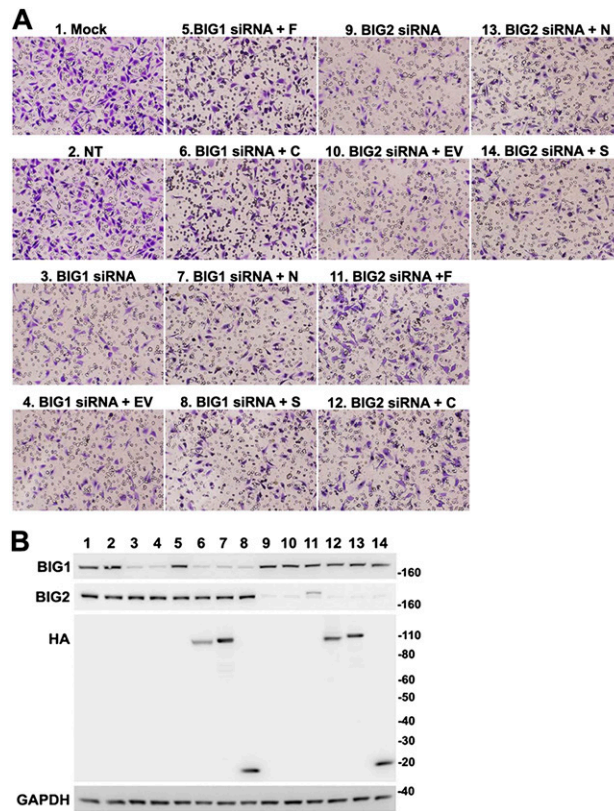 A
1. Mock
5.BIG1 siRNA + F
9. BIG2 siRNA
13. BIG2 siRNA + N
2. NT
6. BIG1 siRNA + C
10. BIG2 siRNA + EV
14. BIG2 siRNA + S
3. BIG1 siRNA
7. BIG1 siRNA + N
11. BIG2 siRNA +F
4. BIG1 siRNA + EV
8. BIG1 siRNA + S
12. BIG2 siRNA + C
B
1 2 3 4 5 6 7 8 9 10 11 12 13 14
BIG1
-160
BIG2
-160
HA
-110
-80
-60
-50
-40
-30
-20
GAPDH
-40